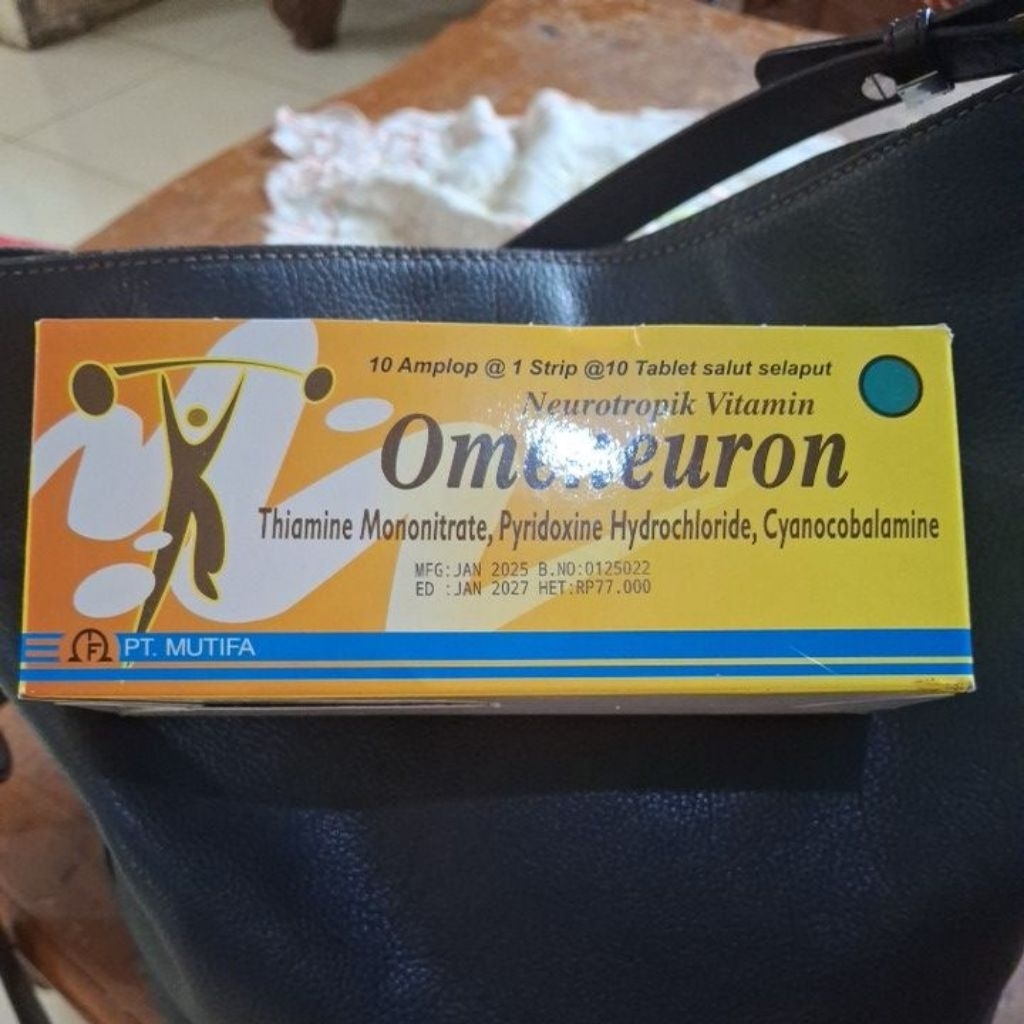 10 Amplop @ 1 Strip @10 Tablet salut selaput
Neurotropik Vitamin
Thiamine Mononitrate, Pyridoxine Hydrochloride, Cyanocobalamine
MFG:JAN 2025 B.NO:0125022
ED :JAN 2027 HET:RP77.000
F PT. MUTIFA